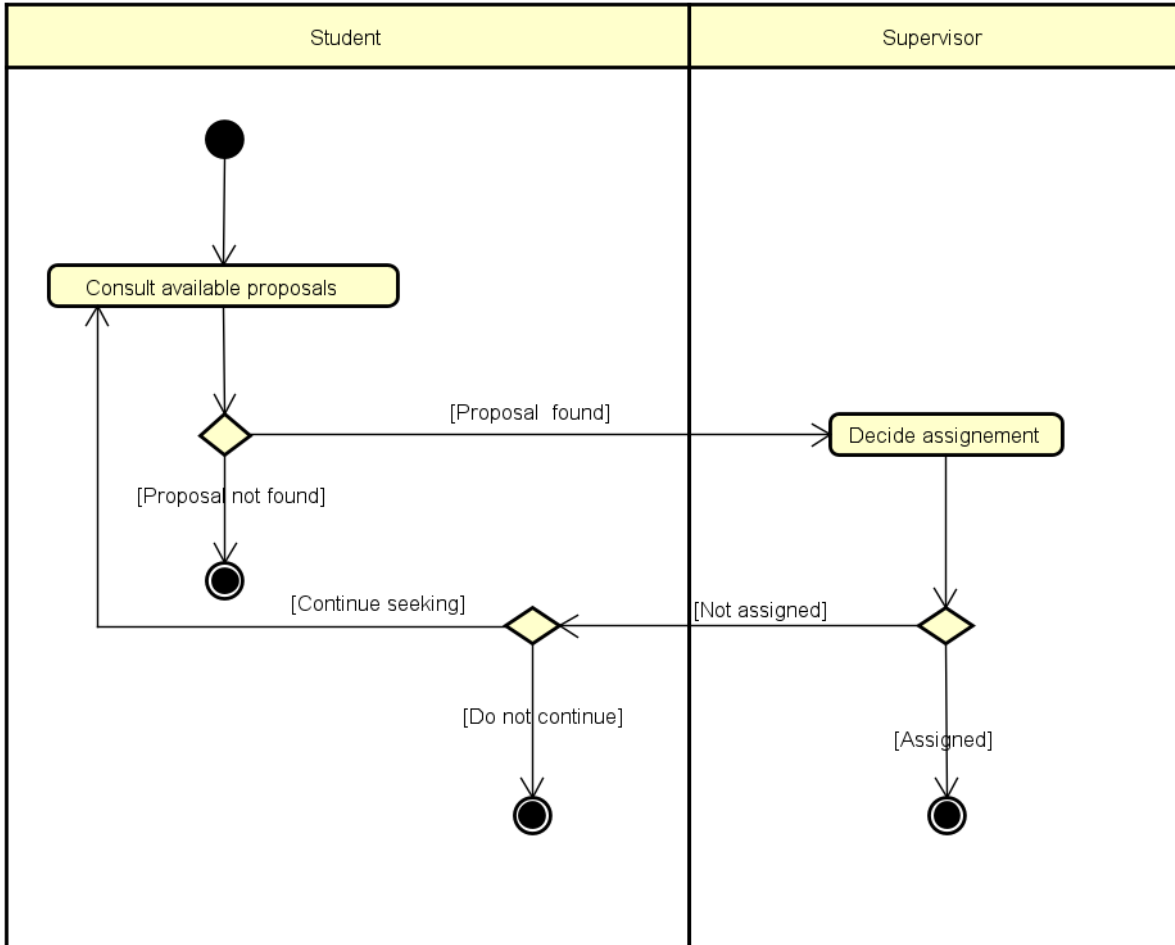 Student
Supervisor
Consult available proposals
[Proposal found]
Decide assignement
[Proposal not found]
[Continue seeking]
[Not assigned]
[Do not continue]
[Assigned]